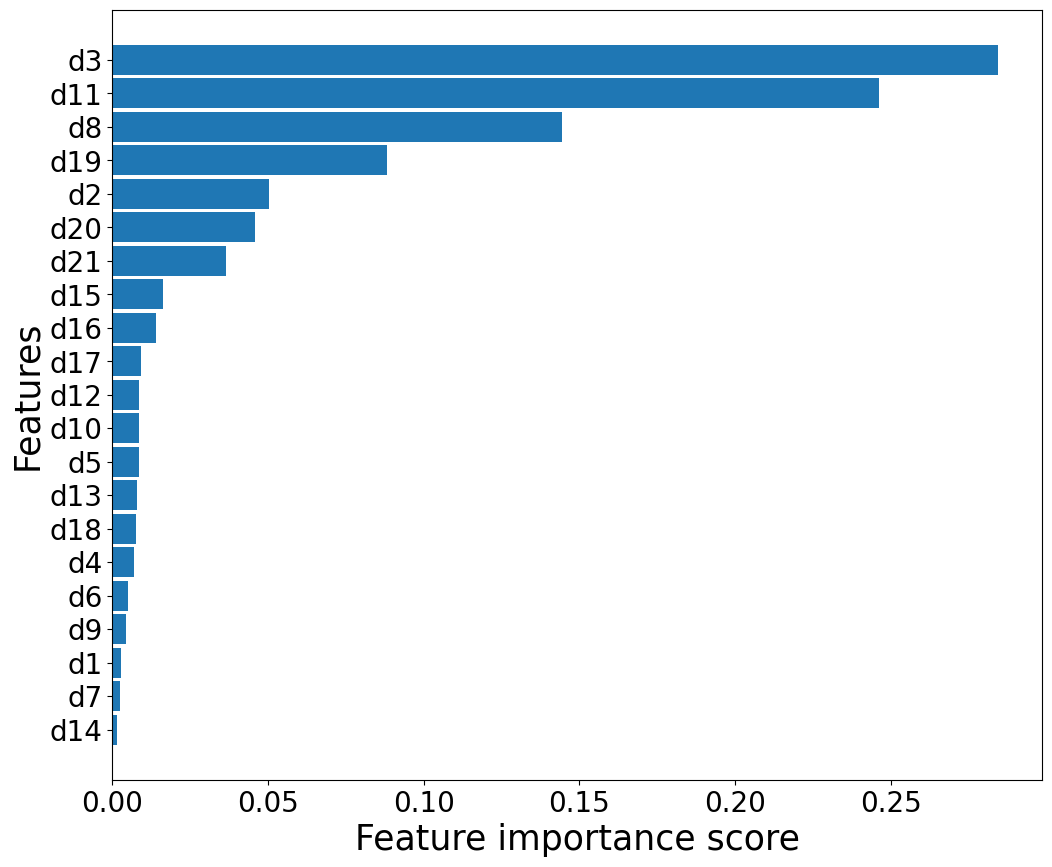 d3
d11
d8
d19
d2
d20
d21
d15
d16
d17
d12
d10
d5
d13
d18
d4
d6
d9
d1
d7
d14
Features
0.00 0.05 0.10 0.15 0.20 0.25
Feature importance score